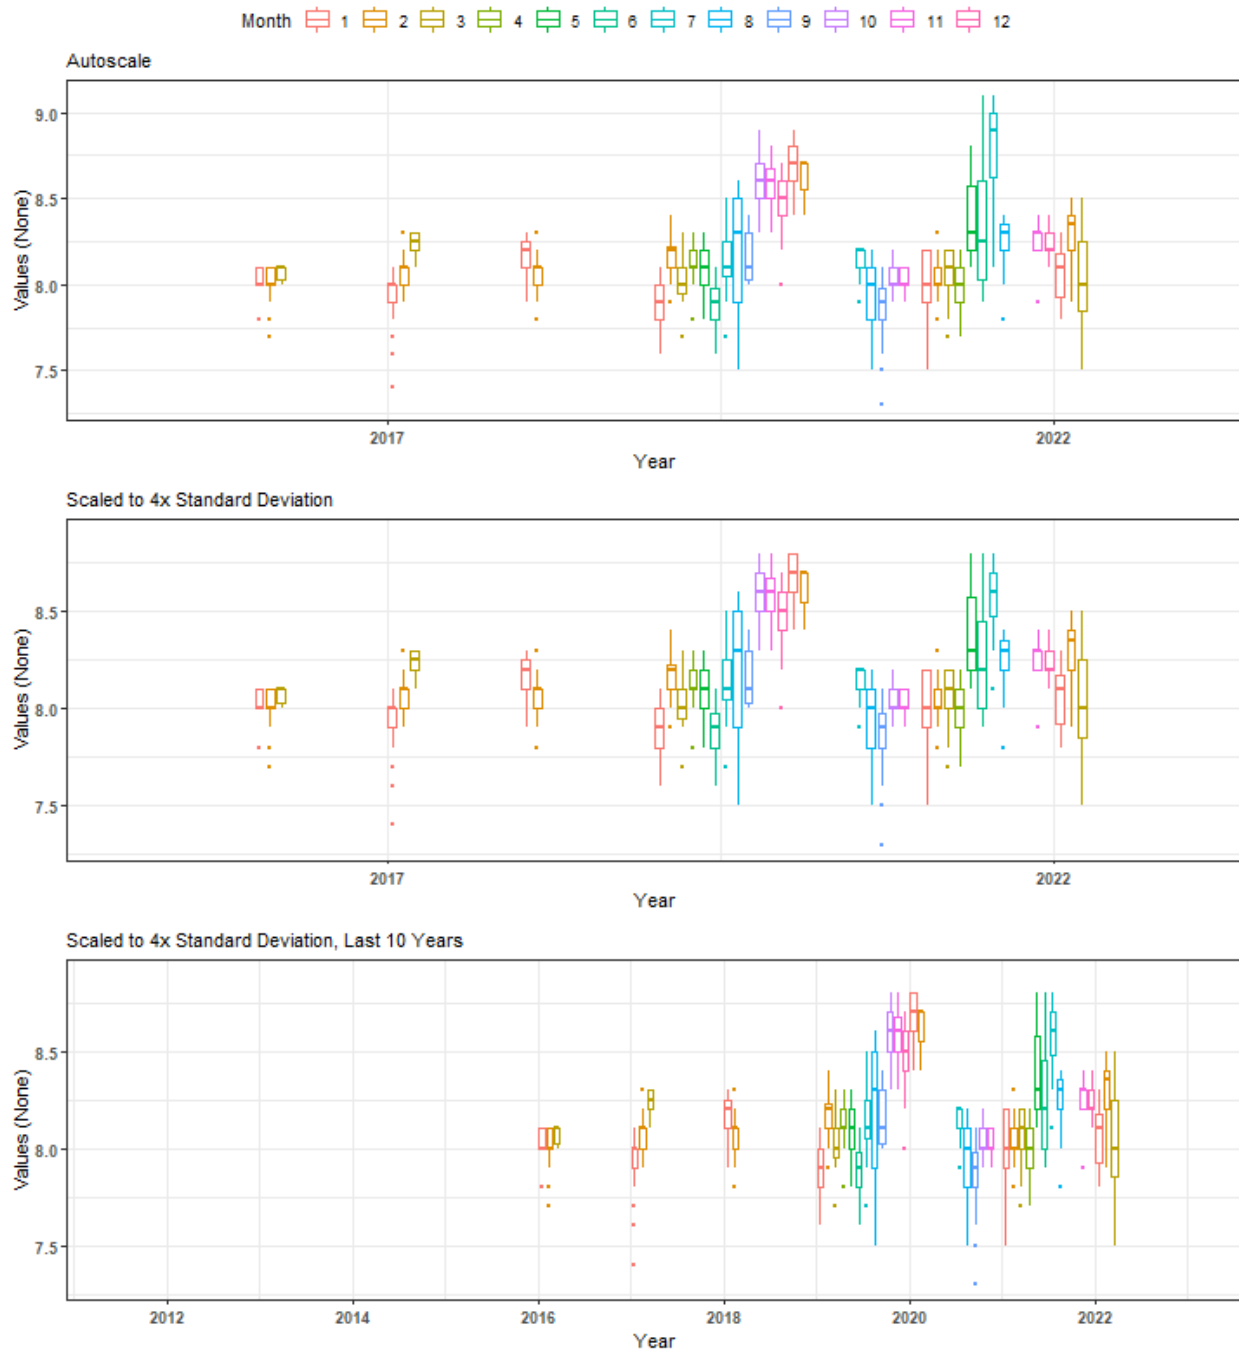 Month 1 2 3 4 5 6 7 8 9 10 11 12
Autoscale
9.0
8.5
8.0
7.5
Values (None)
2017 2022
Year
Scaled to 4x Standard Deviation
8.5
8.0
7.5
Values (None)
2017 2022
Year
Scaled to 4x Standard Deviation, Last 10 Years
8.5
8.0
7.5
Values (None)
2012 2014 2016 2018 2020 2022
Year